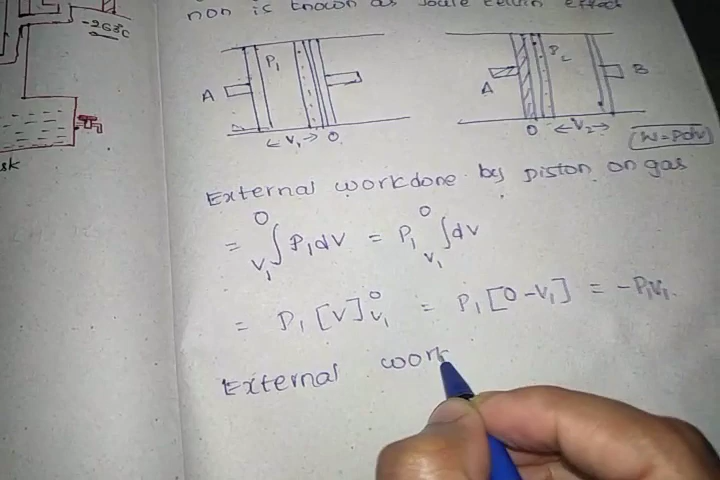 non is known as Joule kelvin effect
-263°C
P₁
A
← V₁ → 0
P₂
A
B
0 ← V₂ →
W = PdV
sk
External workdone by piston on gas
= ∫_{V₁}^{0} P₁dV = P₁ ∫_{V₁}^{0} dV
= P₁[V]_{V₁}^{0} = P₁[0-V₁] = -P₁V₁.
External work